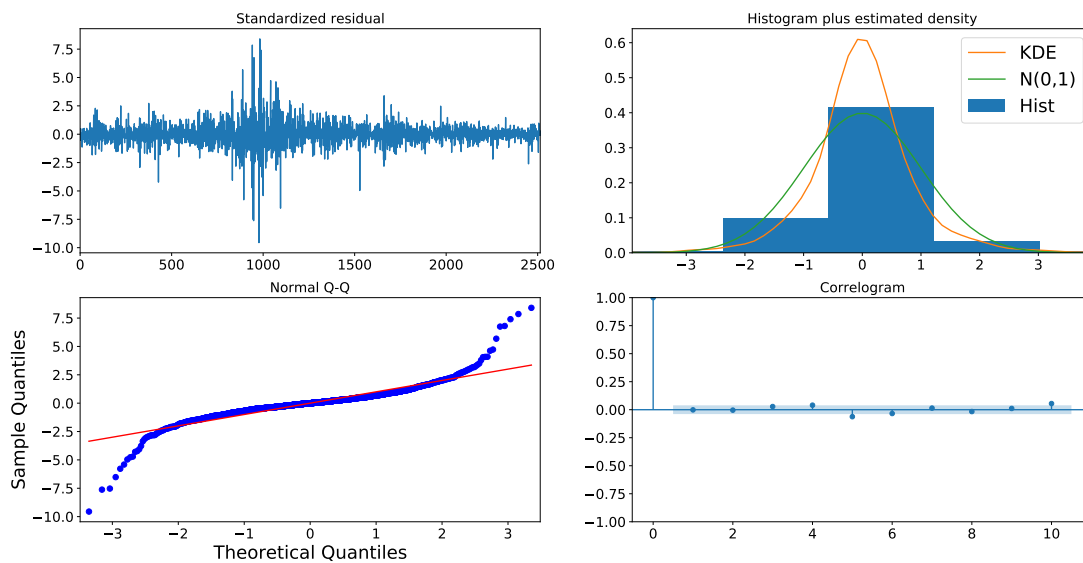 Standardized residual
7.5
5.0
2.5
0.0
−2.5
−5.0
−7.5
−10.0
0 500 1000 1500 2000 2500
Histogram plus estimated density
0.6
0.5
0.4
0.3
0.2
0.1
0.0
−3 −2 −1 0 1 2 3
KDE
N(0,1)
Hist
Normal Q-Q
Sample Quantiles
7.5
5.0
2.5
0.0
−2.5
−5.0
−7.5
−10.0
−3 −2 −1 0 1 2 3
Theoretical Quantiles
Correlogram
1.00
0.75
0.50
0.25
0.00
−0.25
−0.50
−0.75
−1.00
0 2 4 6 8 10